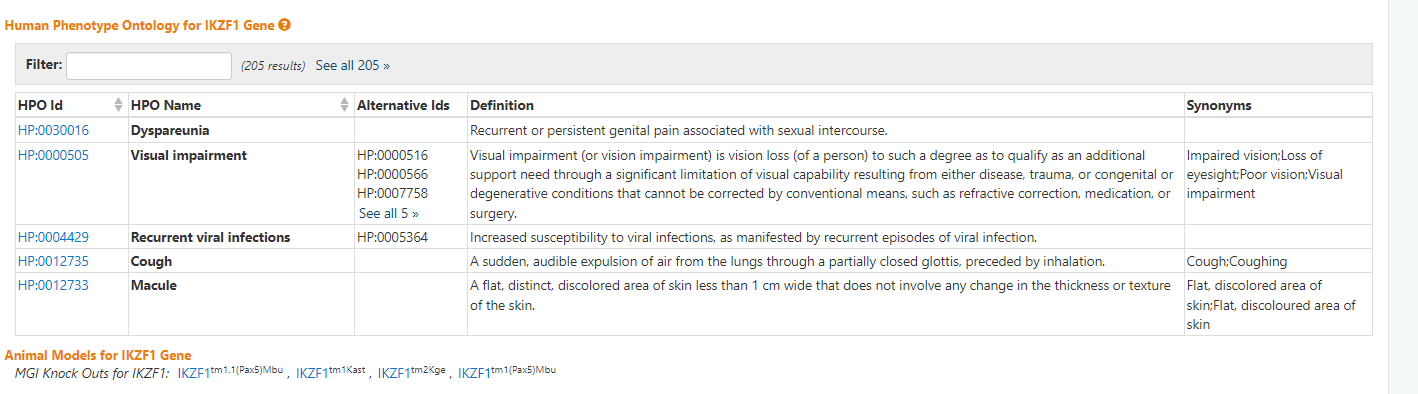 Human Phenotype Ontology for IKZF1 Gene
Filter: (205 results) See all 205 »
HPO Id HPO Name Alternative Ids Definition Synonyms
HP:0030016 Dyspareunia Recurrent or persistent genital pain associated with sexual intercourse.
HP:0000505 Visual impairment HP:0000516 Visual impairment (or vision impairment) is vision loss (of a person) to such a degree as to qualify as an additional Impaired vision;Loss of
HP:0000566 support need through a significant limitation of visual capability resulting from either disease, trauma, or congenital or eyesight;Poor vision;Visual
HP:0007758 degenerative conditions that cannot be corrected by conventional means, such as refractive correction, medication, or impairment
See all 5 » surgery.
HP:0004429 Recurrent viral infections HP:0005364 Increased susceptibility to viral infections, as manifested by recurrent episodes of viral infection.
HP:0012735 Cough A sudden, audible expulsion of air from the lungs through a partially closed glottis, preceded by inhalation. Cough;Coughing
HP:0012733 Macule A flat, distinct, discolored area of skin less than 1 cm wide that does not involve any change in the thickness or texture Flat, discolored area of
of the skin. skin;Flat, discoloured area of
skin
Animal Models for IKZF1 Gene
MGI Knock Outs for IKZF1: IKZF1tm1.1(Pax5)Mbu , IKZF1tm1Kast , IKZF1tm2Kge , IKZF1tm1(Pax5)Mbu